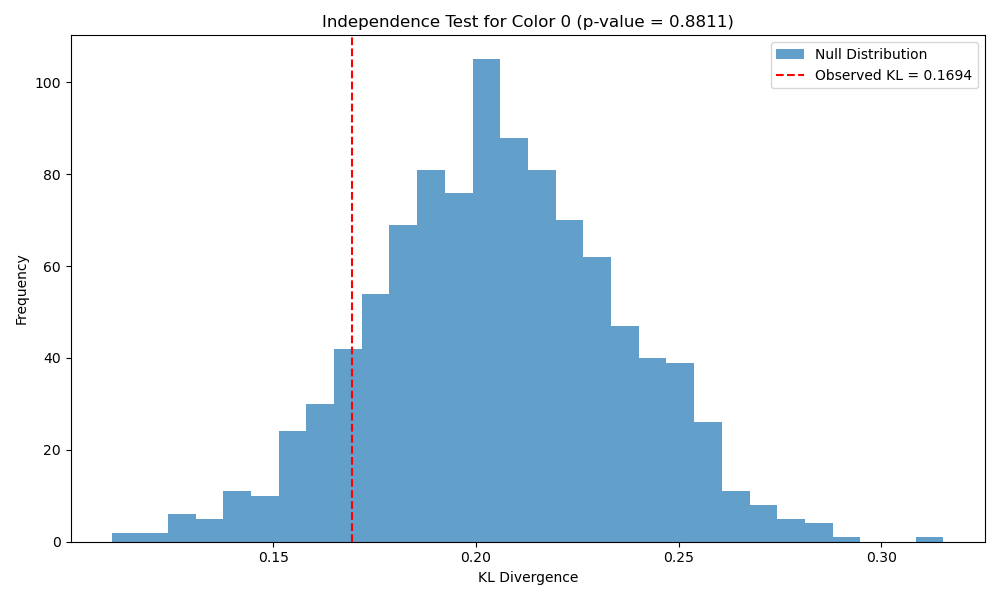 Independence Test for Color 0 (p-value = 0.8811)
Null Distribution
Observed KL = 0.1694
Frequency
100
80
60
40
20
0
0.15 0.20 0.25 0.30
KL Divergence